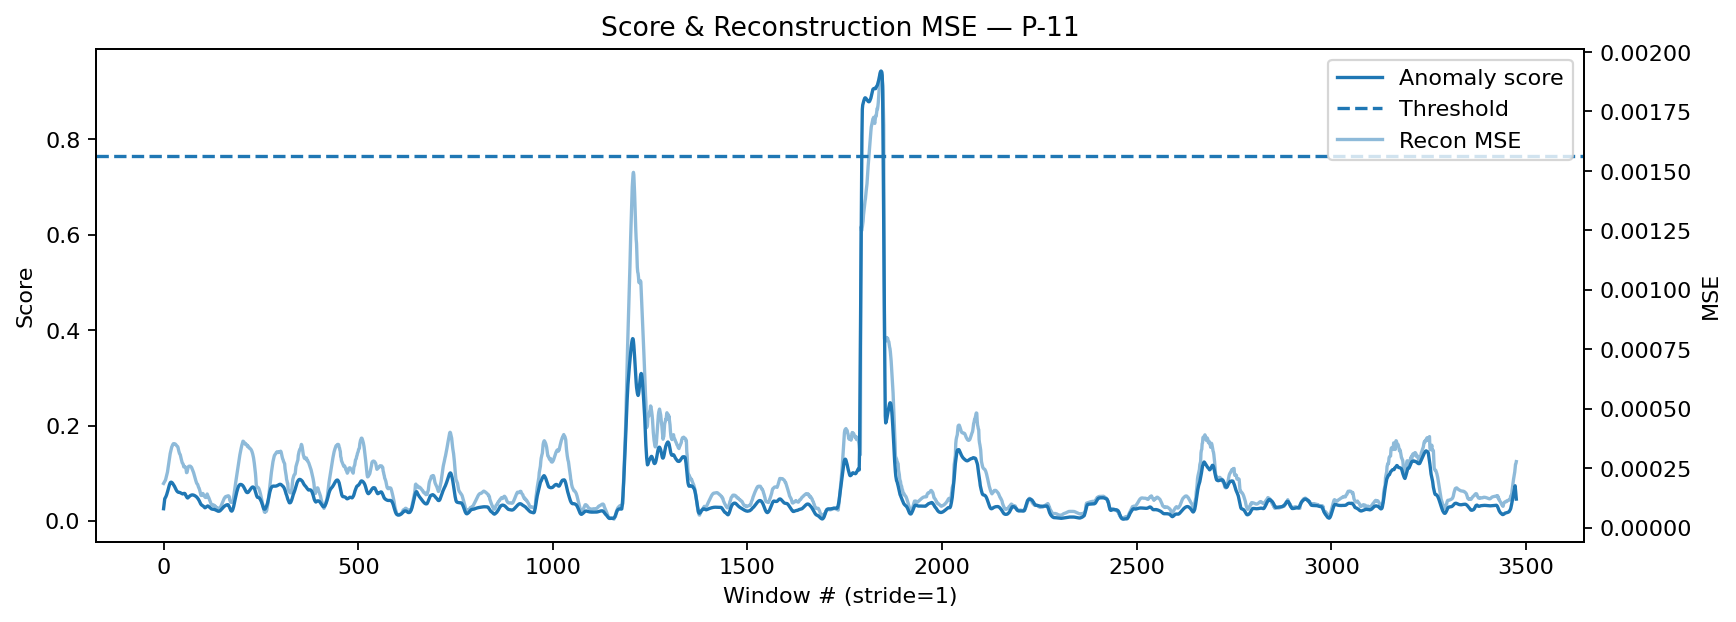 Score & Reconstruction MSE — P-11
Anomaly score
Threshold
Recon MSE
Score
0.8
0.6
0.4
0.2
0.0
0.00200
0.00175
0.00150
0.00125
0.00100
0.00075
0.00050
0.00025
0.00000
MSE
0 500 1000 1500 2000 2500 3000 3500
Window # (stride=1)